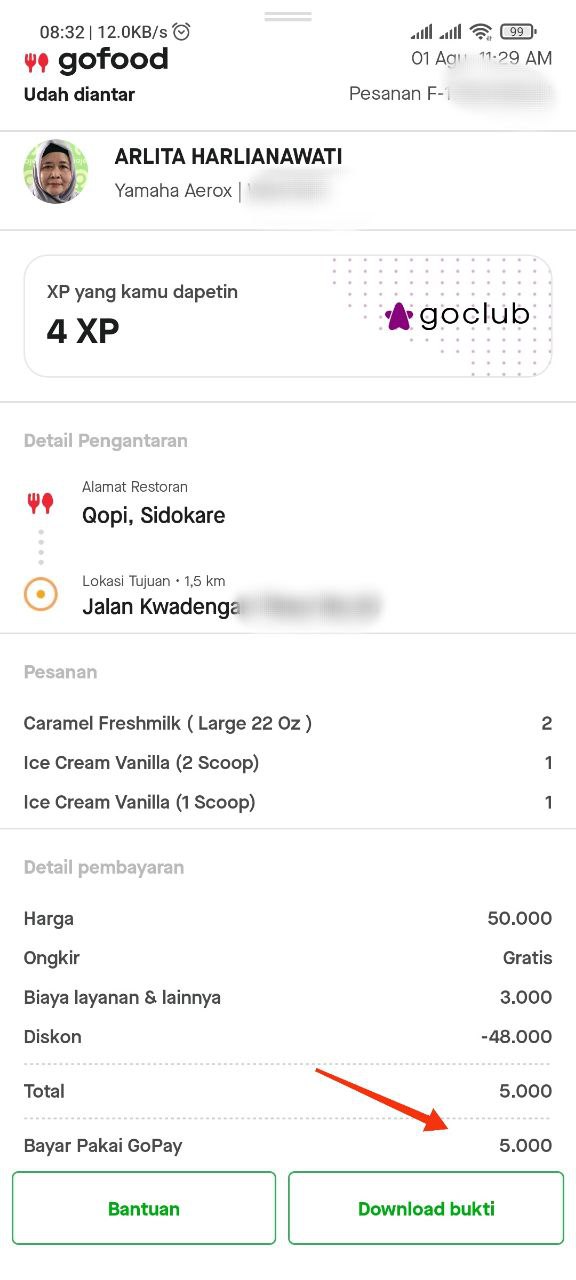 08:32 | 12.0KB/s 99
gofood 01 Agu 11:29 AM
Udah diantar Pesanan F-1
ARLITA HARLIANAWATI
Yamaha Aerox |
XP yang kamu dapetin
4 XP
goclub
Detail Pengantaran
Alamat Restoran
Qopi, Sidokare
Lokasi Tujuan • 1,5 km
Jalan Kwadenga
Pesanan
Caramel Freshmilk ( Large 22 Oz ) 2
Ice Cream Vanilla (2 Scoop) 1
Ice Cream Vanilla (1 Scoop) 1
Detail pembayaran
Harga 50.000
Ongkir Gratis
Biaya layanan & lainnya 3.000
Diskon -48.000
Total 5.000
Bayar Pakai GoPay 5.000
Bantuan Download bukti